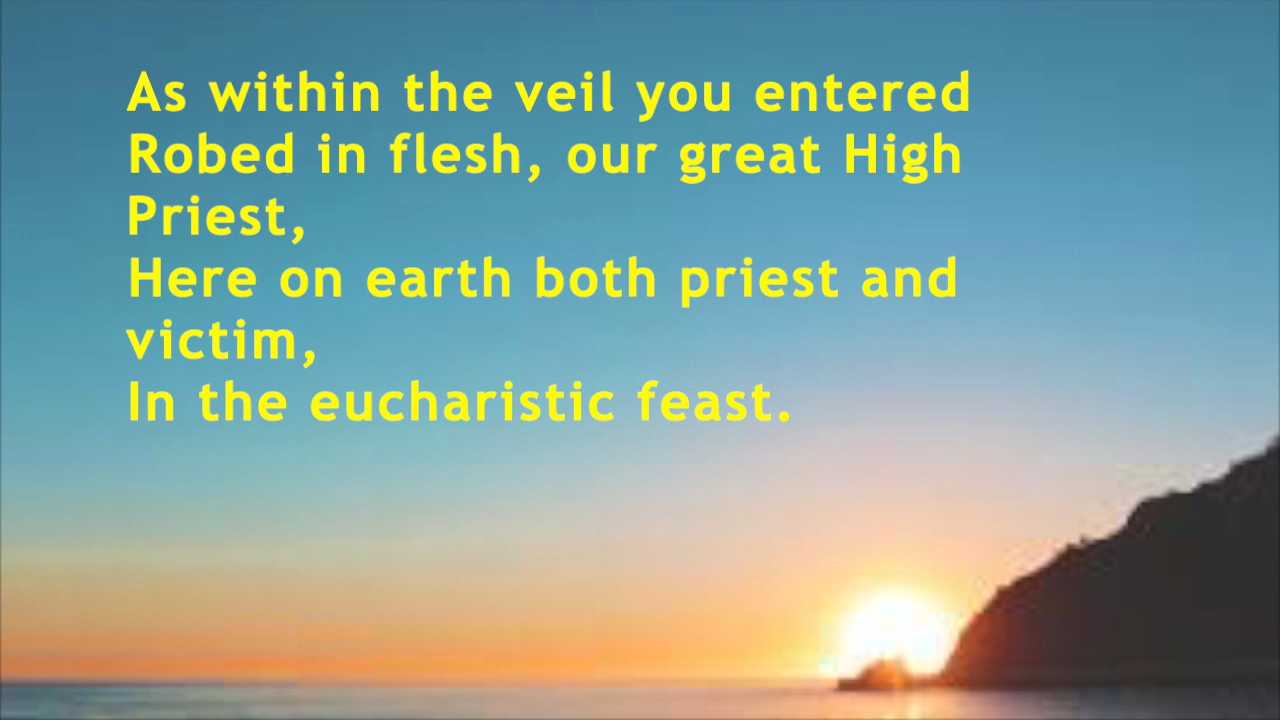 As within the veil you entered
Robed in flesh, our great High
Priest,
Here on earth both priest and
victim,
In the eucharistic feast.